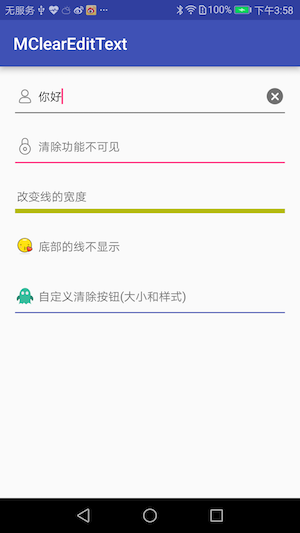 无服务 100% 下午3:58
MClearEditText
你好
清除功能不可见
改变线的宽度
底部的线不显示
自定义清除按钮(大小和样式)